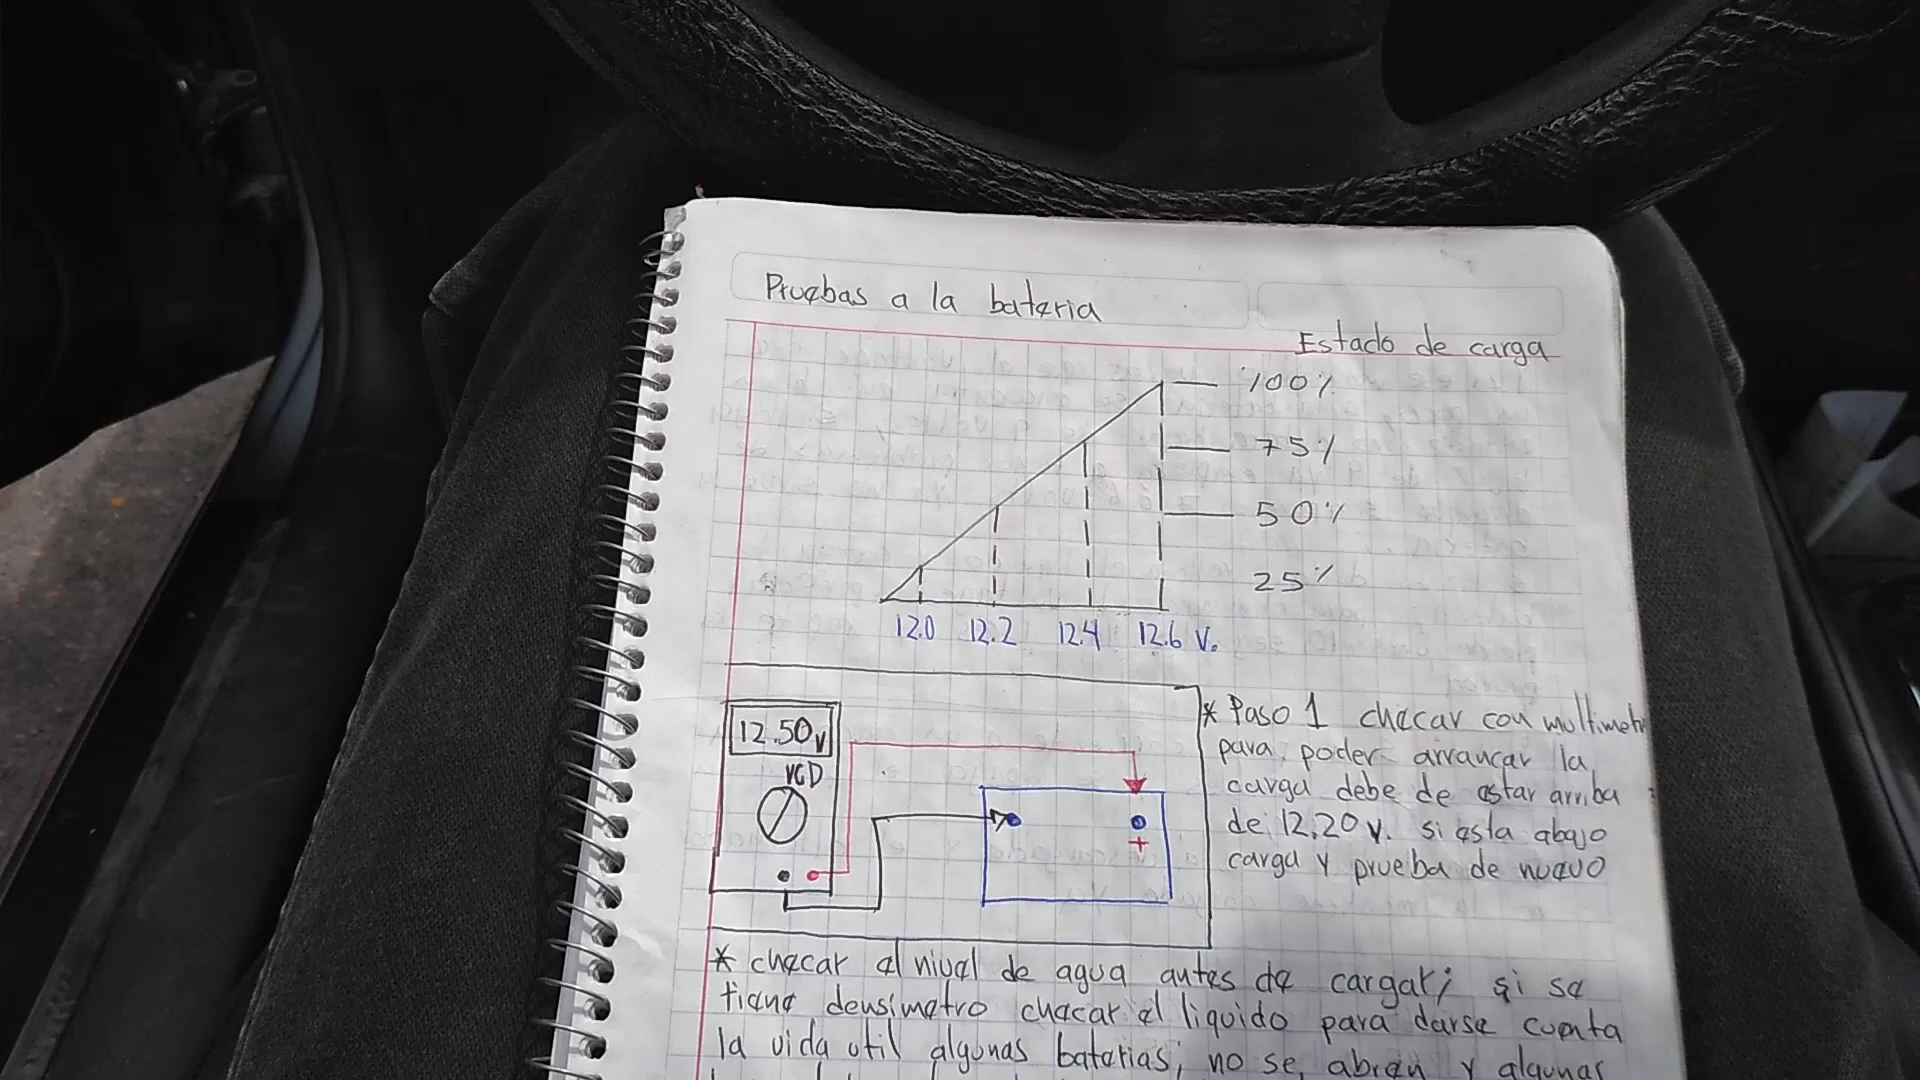 Pruebas a la bateria
Estado de carga
100%
75%
50%
25%
12.0 12.2 12.4 12.6 V.
12.50 v
VCD
+
* Paso 1 checar con multimetr
para poder arrancar la
carga debe de estar arriba
de 12.20 v. si esta abajo
carga y prueba de nuevo
* checar el nivel de agua antes de cargar; si se
tiene densimetro checar el liquido para darse cuenta
la vida util algunas baterias; no se abren y algunas